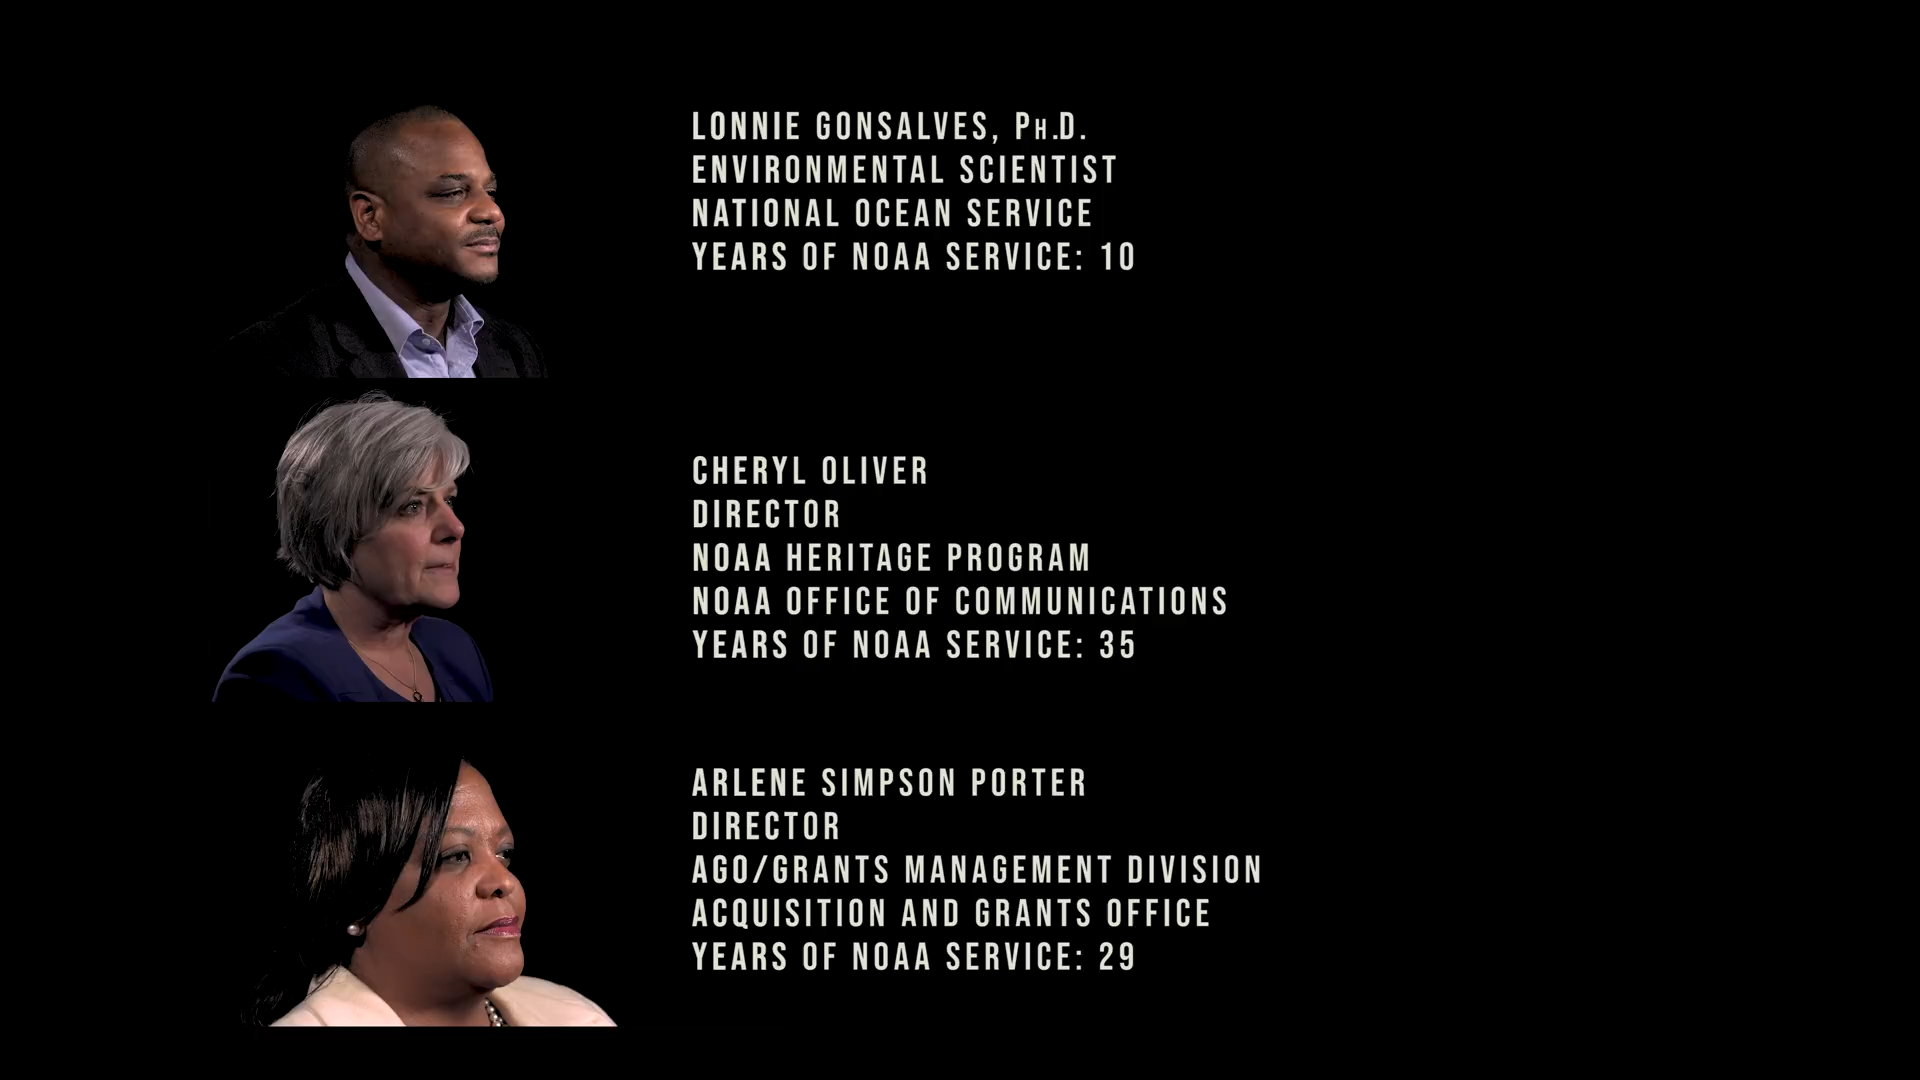 LONNIE GONSALVES, PH.D.
ENVIRONMENTAL SCIENTIST
NATIONAL OCEAN SERVICE
YEARS OF NOAA SERVICE: 10
CHERYL OLIVER
DIRECTOR
NOAA HERITAGE PROGRAM
NOAA OFFICE OF COMMUNICATIONS
YEARS OF NOAA SERVICE: 35
ARLENE SIMPSON PORTER
DIRECTOR
AGO/GRANTS MANAGEMENT DIVISION
ACQUISITION AND GRANTS OFFICE
YEARS OF NOAA SERVICE: 29